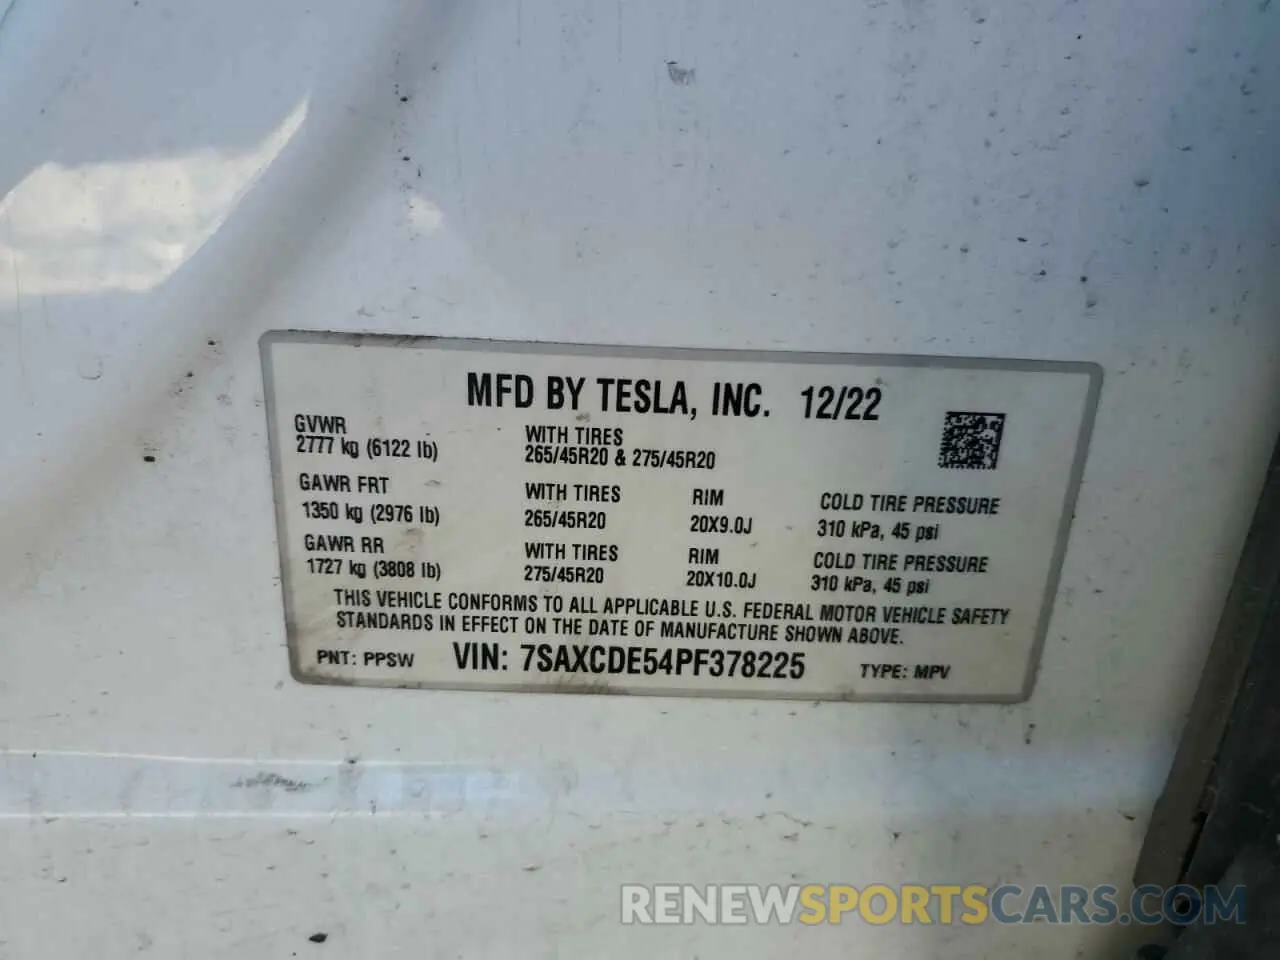 MFD BY TESLA, INC. 12/22
GVWR
2777 kg (6122 lb)
WITH TIRES
265/45R20 & 275/45R20
GAWR FRT
1350 kg (2976 lb)
WITH TIRES
265/45R20
RIM
20X9.0J
COLD TIRE PRESSURE
310 kPa, 45 psi
GAWR RR
1727 kg (3808 lb)
WITH TIRES
275/45R20
RIM
20X10.0J
COLD TIRE PRESSURE
310 kPa, 45 psi
THIS VEHICLE CONFORMS TO ALL APPLICABLE U.S. FEDERAL MOTOR VEHICLE SAFETY
STANDARDS IN EFFECT ON THE DATE OF MANUFACTURE SHOWN ABOVE.
PNT: PPSW VIN: 7SAXCDE54PF378225 TYPE: MPV
RENEWSPORTSCARS.COM